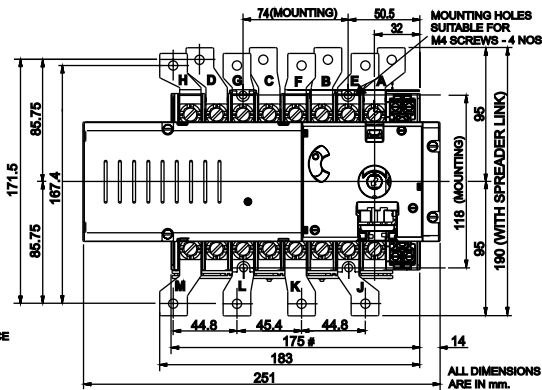 74(MOUNTING)
50.5
MOUNTING HOLES
SUITABLE FOR
M4 SCREWS - 4 NOS
32
H D G C F B E A
171.5
85.75
85.75
167.4
95
95
118 (MOUNTING)
190 (WITH SPREADER LINK)
M L K J
44.8
45.4
44.8
175 #
14
183
251
ALL DIMENSIONS
ARE IN mm.